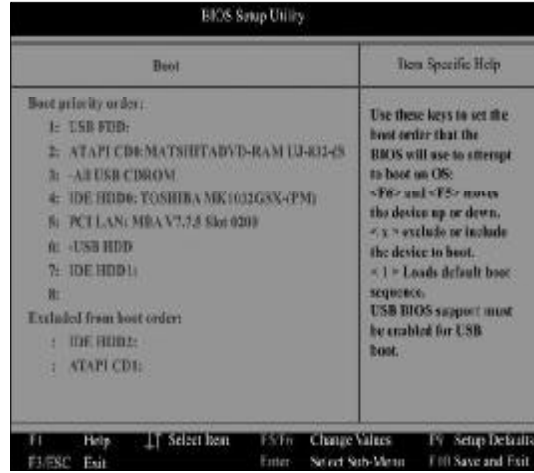 BIOS Setup Utility
Boot
Item Specific Help
Boot priority order:
1: USB FDD:
2: ATAPI CD0:MATSHITADVD-RAM UJ-832-(S
3: -All USB CDROM
4: IDE HDD0: TOSHIBA MK1032GSX-(PM)
5: PCI LAN: MBA V7.7.5 Slot 0200
6: -USB HDD
7: IDE HDD1:
8:
Excluded from boot order:
: IDE HDD2:
: ATAPI CD1:
Use these keys to set the
boot order that the
BIOS will use to attempt
to boot an OS:
<F6> and <F5> moves
the device up or down.
< x > exclude or include
the device to boot.
< 1 > Loads default boot
sequence.
USB BIOS support must
be enabled for USB
boot.
F1 Help ↓↑ Select Item F5/F6 Change Values F9 Setup Defaults
F3/ESC Exit Enter Select Sub-Menu F10 Save and Exit